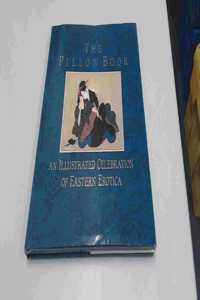 THE
PILLOW BOOK
AN ILLUSTRATED CELEBRATION
OF EASTERN EROTICA